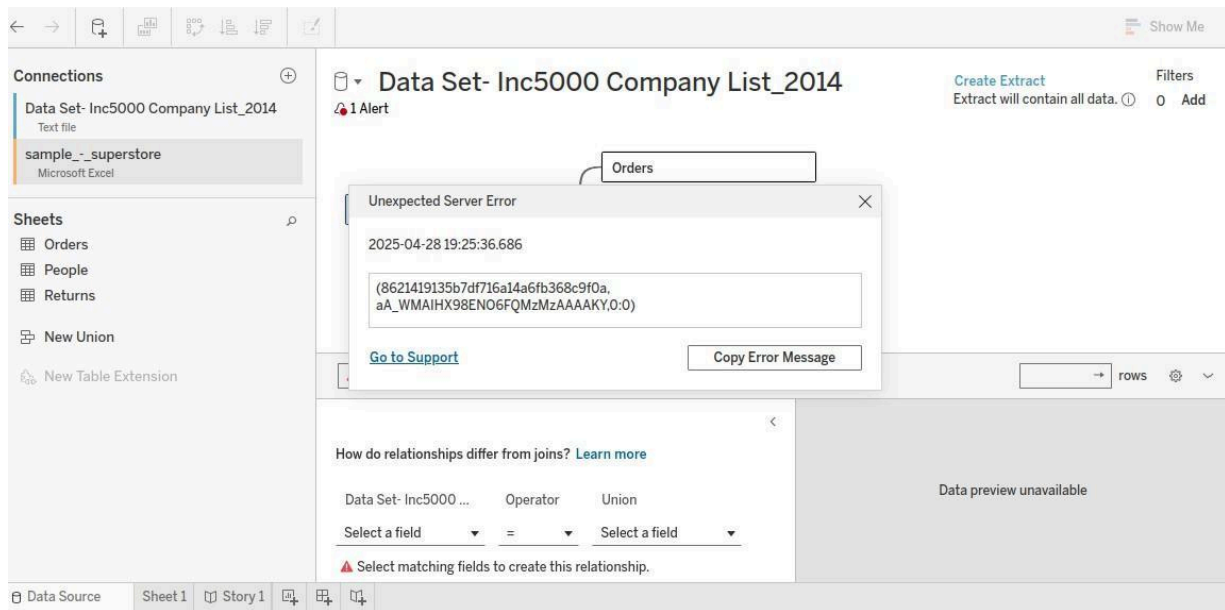 Show Me
Connections
Data Set- Inc5000 Company List_2014
Text file
sample_-_superstore
Microsoft Excel
Sheets
Orders
People
Returns
New Union
New Table Extension
Data Set- Inc5000 Company List_2014
1 Alert
Create Extract
Extract will contain all data.
Filters
0 Add
Orders
Unexpected Server Error
2025-04-28 19:25:36.686
(8621419135b7df716a14a6fb368c9f0a,
aA_WMAIHX98ENO6FQMzMzAAAAKY,0:0)
Go to Support
Copy Error Message
rows
How do relationships differ from joins? Learn more
Data Set- Inc5000 ... Operator Union
Select a field = Select a field
Select matching fields to create this relationship.
Data preview unavailable
Data Source Sheet 1 Story 1